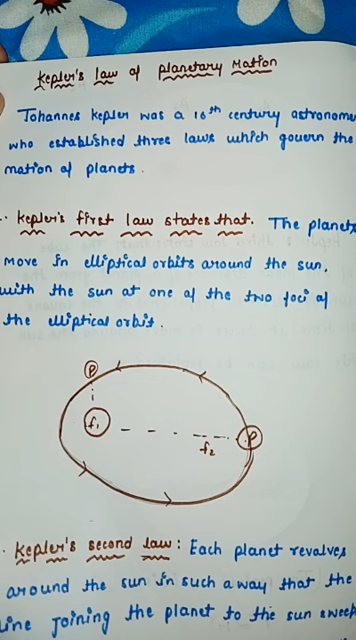 Kepler's law of planetary Mation
Johannes kepler was a 16th century astronome
who established three laws which govern the
mation of planets.
. kepler's first law states that. The planets
move in elliptical orbits around the sun.
with the sun at one of the two foci of
the elliptical orbit.
P
f1
P
f2
. Kepler's second law: Each planet revalves
around the sun in such a way that the
line joining the planet to the sun sweep